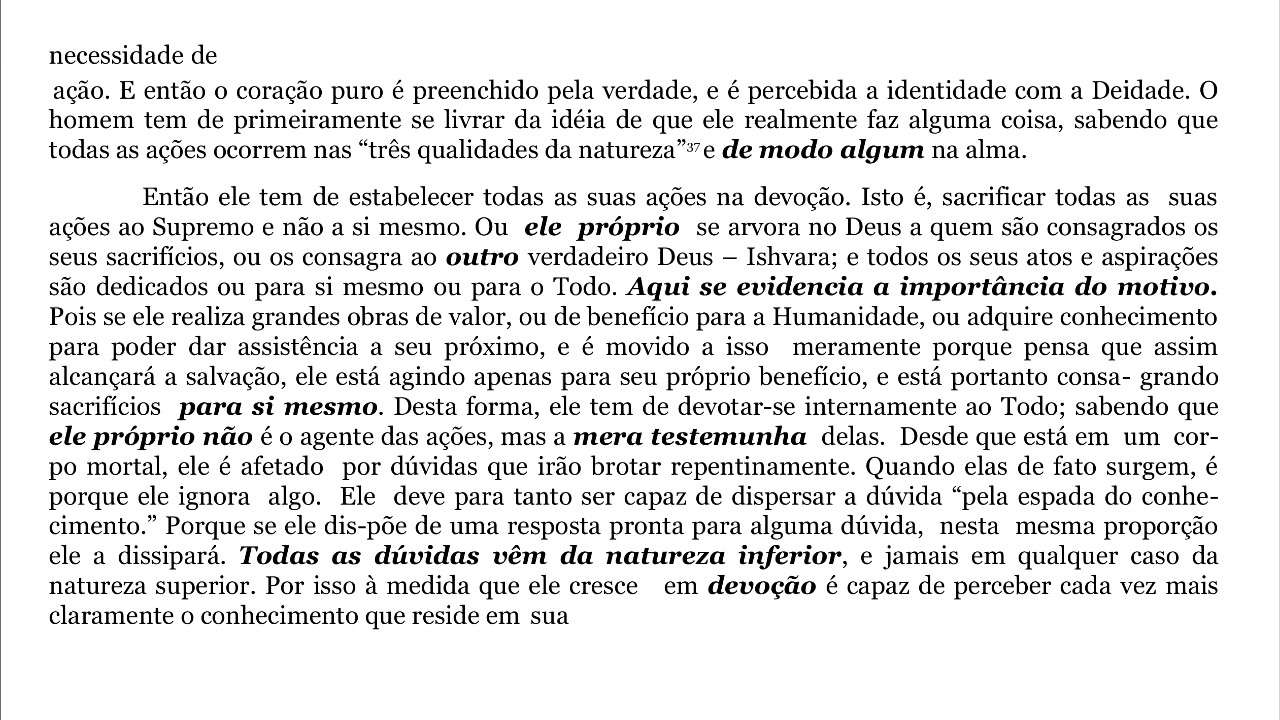 necessidade de
ação. E então o coração puro é preenchido pela verdade, e é percebida a identidade com a Deidade. O
homem tem de primeiramente se livrar da idéia de que ele realmente faz alguma coisa, sabendo que
todas as ações ocorrem nas “três qualidades da natureza”37 e de modo algum na alma.
Então ele tem de estabelecer todas as suas ações na devoção. Isto é, sacrificar todas as suas
ações ao Supremo e não a si mesmo. Ou ele próprio se arvora no Deus a quem são consagrados os
seus sacrifícios, ou os consagra ao outro verdadeiro Deus – Ishvara; e todos os seus atos e aspirações
são dedicados ou para si mesmo ou para o Todo. Aqui se evidencia a importância do motivo.
Pois se ele realiza grandes obras de valor, ou de benefício para a Humanidade, ou adquire conhecimento
para poder dar assistência a seu próximo, e é movido a isso meramente porque pensa que assim
alcançará a salvação, ele está agindo apenas para seu próprio benefício, e está portanto consa- grando
sacrifícios para si mesmo. Desta forma, ele tem de devotar-se internamente ao Todo; sabendo que
ele próprio não é o agente das ações, mas a mera testemunha delas. Desde que está em um cor-
po mortal, ele é afetado por dúvidas que irão brotar repentinamente. Quando elas de fato surgem, é
porque ele ignora algo. Ele deve para tanto ser capaz de dispersar a dúvida “pela espada do conhe-
cimento.” Porque se ele dis-põe de uma resposta pronta para alguma dúvida, nesta mesma proporção
ele a dissipará. Todas as dúvidas vêm da natureza inferior, e jamais em qualquer caso da
natureza superior. Por isso à medida que ele cresce em devoção é capaz de perceber cada vez mais
claramente o conhecimento que reside em sua